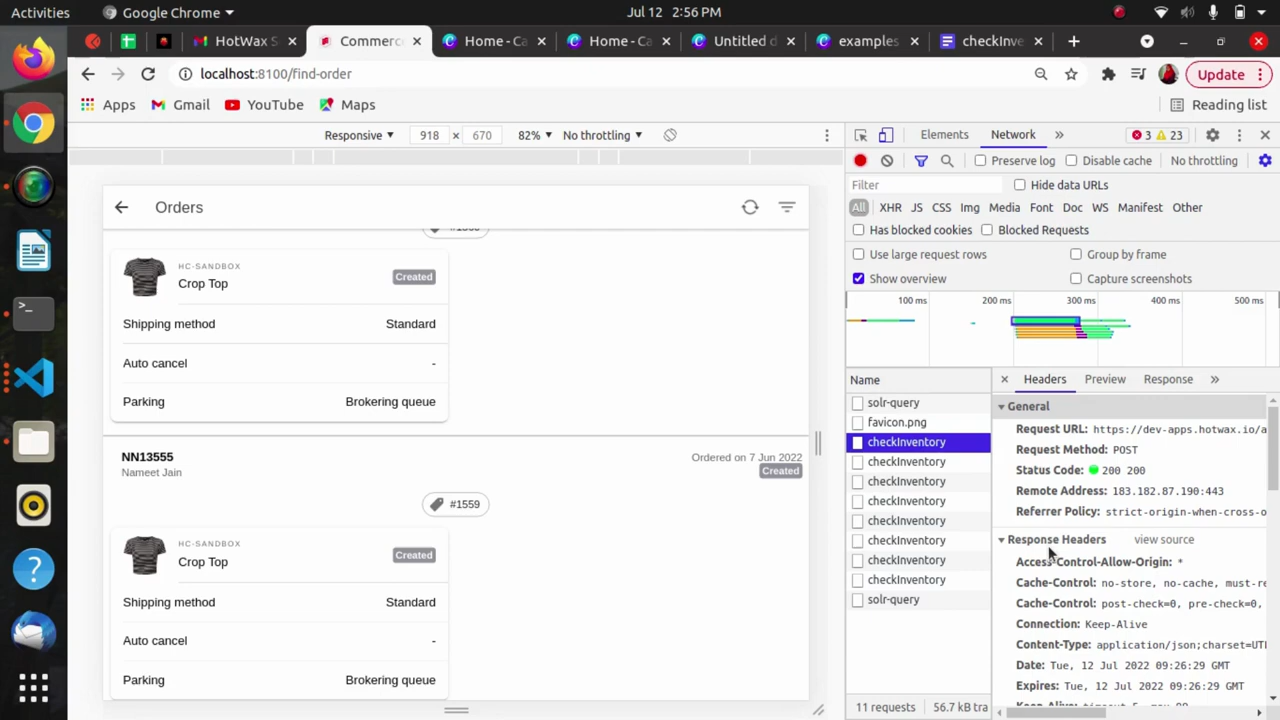 Activities Google Chrome Jul 12 2:56 PM
HotWax S Commerc Home - Ca Home - Ca Untitled d examples checkInve
localhost:8100/find-order Update
Apps Gmail YouTube Maps Reading list
Responsive 918 × 670 82% No throttling
Elements Network 3 23
Preserve log Disable cache No throttling
Filter Hide data URLs
All XHR JS CSS Img Media Font Doc WS Manifest Other
Has blocked cookies Blocked Requests
Use large request rows Group by frame
Show overview Capture screenshots
100 ms 200 ms 300 ms 400 ms 500 ms
Orders
HC-SANDBOX
Crop Top Created
Shipping method Standard
Auto cancel -
Parking Brokering queue
NN13555 Ordered on 7 Jun 2022
Nameet Jain Created
#1559
HC-SANDBOX
Crop Top Created
Shipping method Standard
Auto cancel -
Parking Brokering queue
Name
solr-query
favicon.png
checkInventory
checkInventory
checkInventory
checkInventory
checkInventory
checkInventory
checkInventory
checkInventory
solr-query
11 requests 56.7 kB tra
Headers Preview Response
General
Request URL: https://dev-apps.hotwax.io/a
Request Method: POST
Status Code: 200 200
Remote Address: 183.182.87.190:443
Referrer Policy: strict-origin-when-cross-o
Response Headers view source
Access-Control-Allow-Origin: *
Cache-Control: no-store, no-cache, must-re
Cache-Control: post-check=0, pre-check=0,
Connection: Keep-Alive
Content-Type: application/json;charset=UTF
Date: Tue, 12 Jul 2022 09:26:29 GMT
Expires: Tue, 12 Jul 2022 09:26:29 GMT